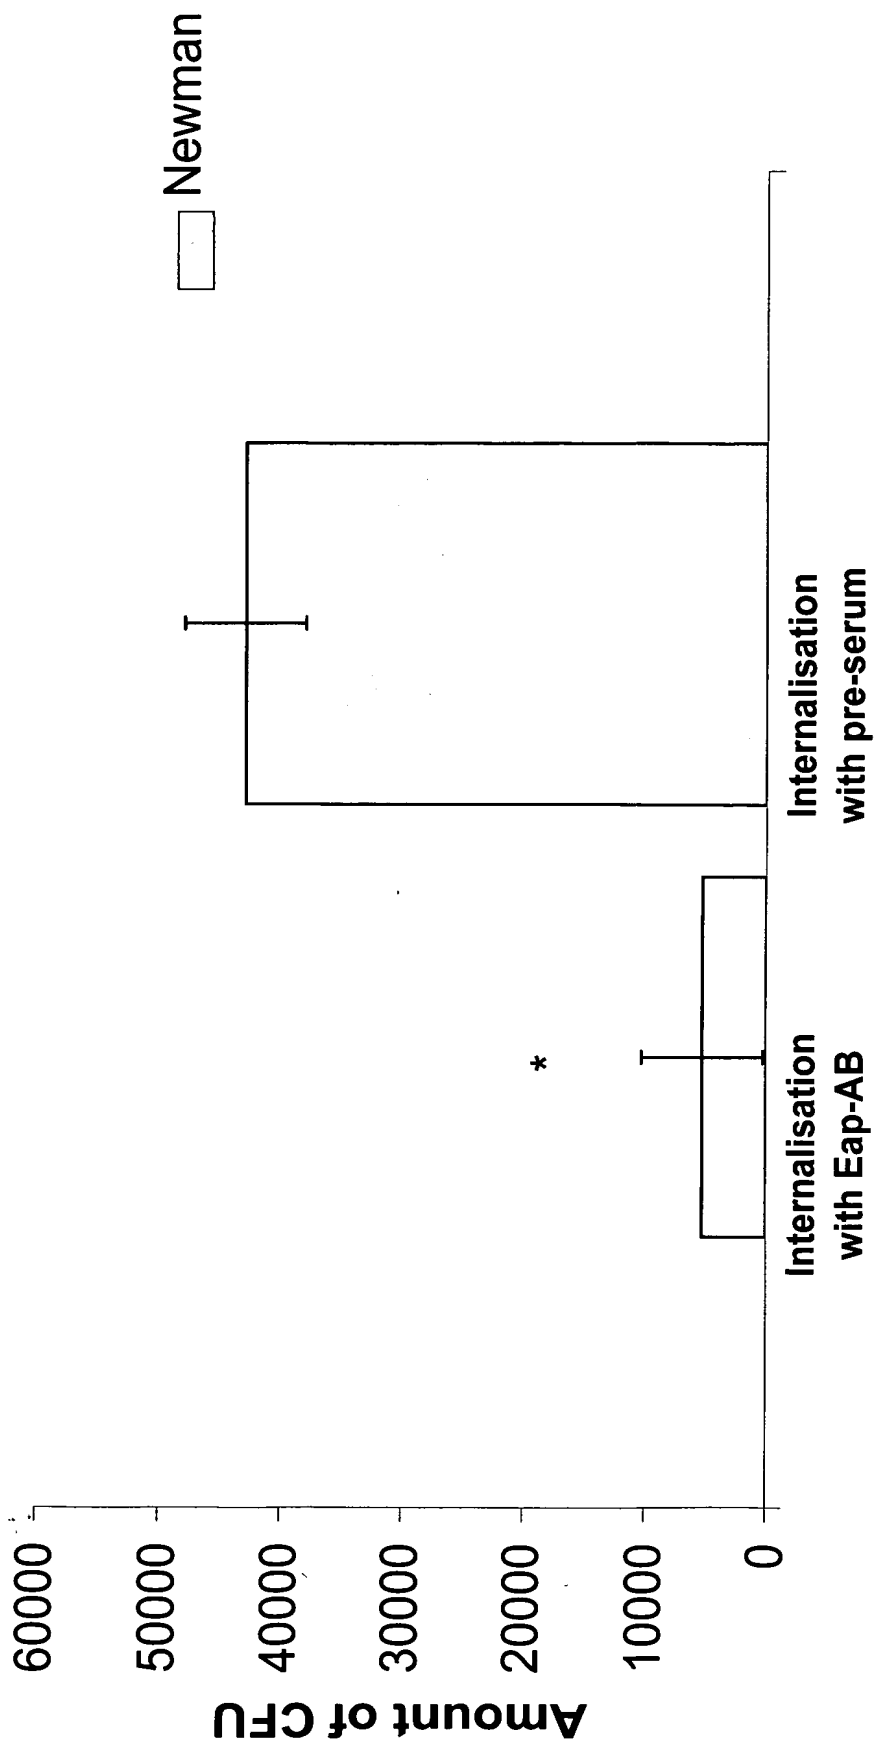 Amount of CFU
60000
50000
40000
30000
20000
10000
0
*
Newman
Internalisation
with Eap-AB
Internalisation
with pre-serum